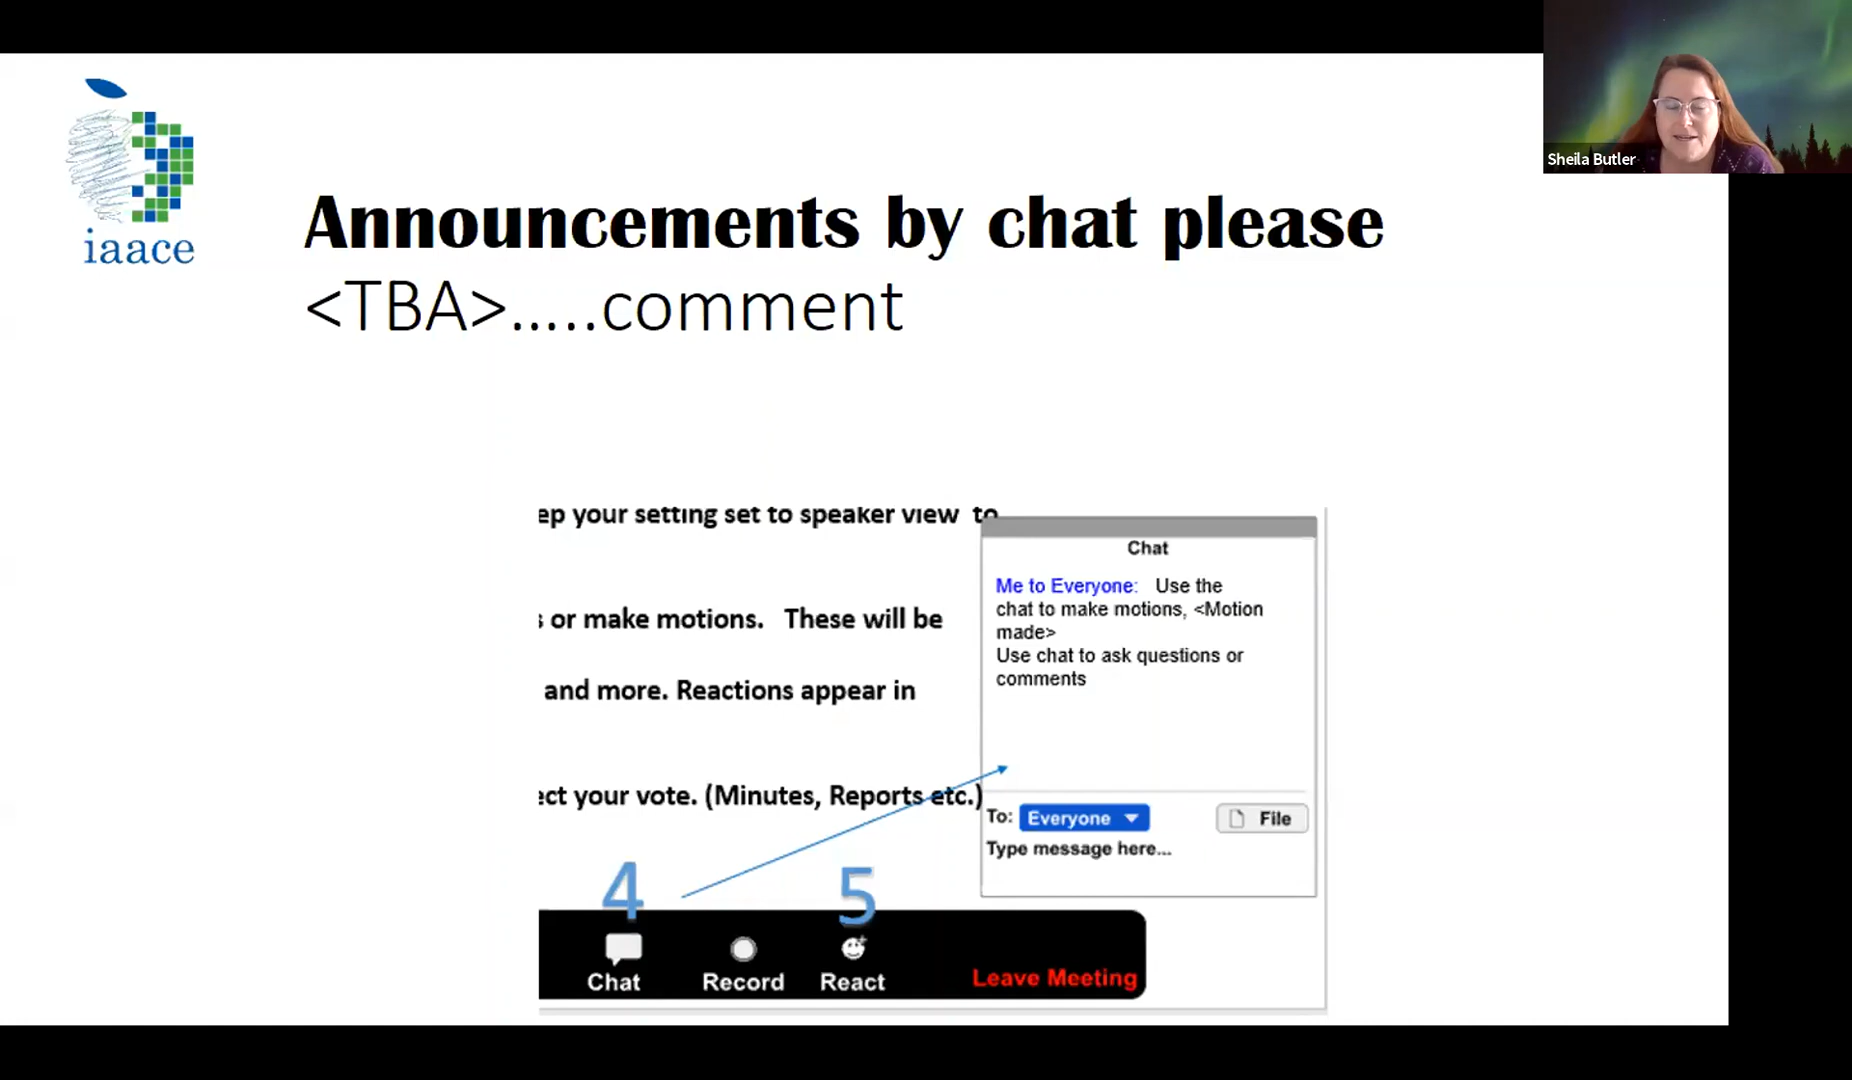 Sheila Butler
iaace
Announcements by chat please
<TBA>.....comment
ep your setting set to speaker view to
s or make motions. These will be
and more. Reactions appear in
ect your vote. (Minutes, Reports etc.)
Chat
Me to Everyone: Use the
chat to make motions, <Motion
made>
Use chat to ask questions or
comments
To: Everyone File
Type message here...
4 5
Chat Record React Leave Meeting